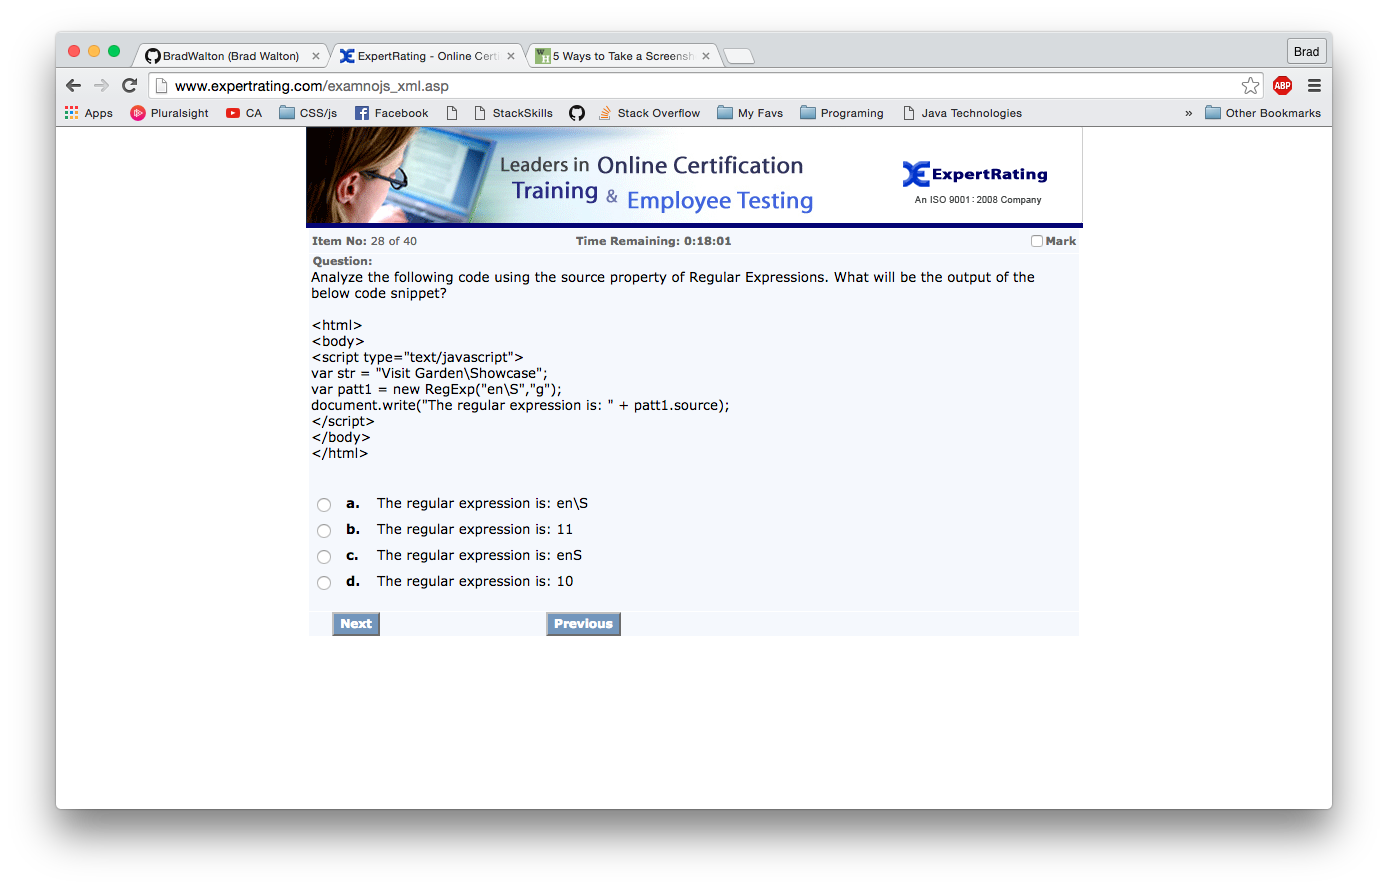 BradWalton (Brad Walton)
ExpertRating - Online Certi
5 Ways to Take a Screensh
Brad
www.expertrating.com/examnojs_xml.asp
ABP
Apps
Pluralsight
CA
CSS/js
Facebook
StackSkills
Stack Overflow
My Favs
Programing
Java Technologies
»
Other Bookmarks
Leaders in Online Certification
Training & Employee Testing
ExpertRating
An ISO 9001:2008 Company
Item No: 28 of 40
Time Remaining: 0:18:01
Mark
Question:
Analyze the following code using the source property of Regular Expressions. What will be the output of the
below code snippet?
<html>
<body>
<script type="text/javascript">
var str = "Visit Garden\Showcase";
var patt1 = new RegExp("en\S","g");
document.write("The regular expression is: " + patt1.source);
</script>
</body>
</html>
a. The regular expression is: en\S
b. The regular expression is: 11
c. The regular expression is: enS
d. The regular expression is: 10
Next
Previous